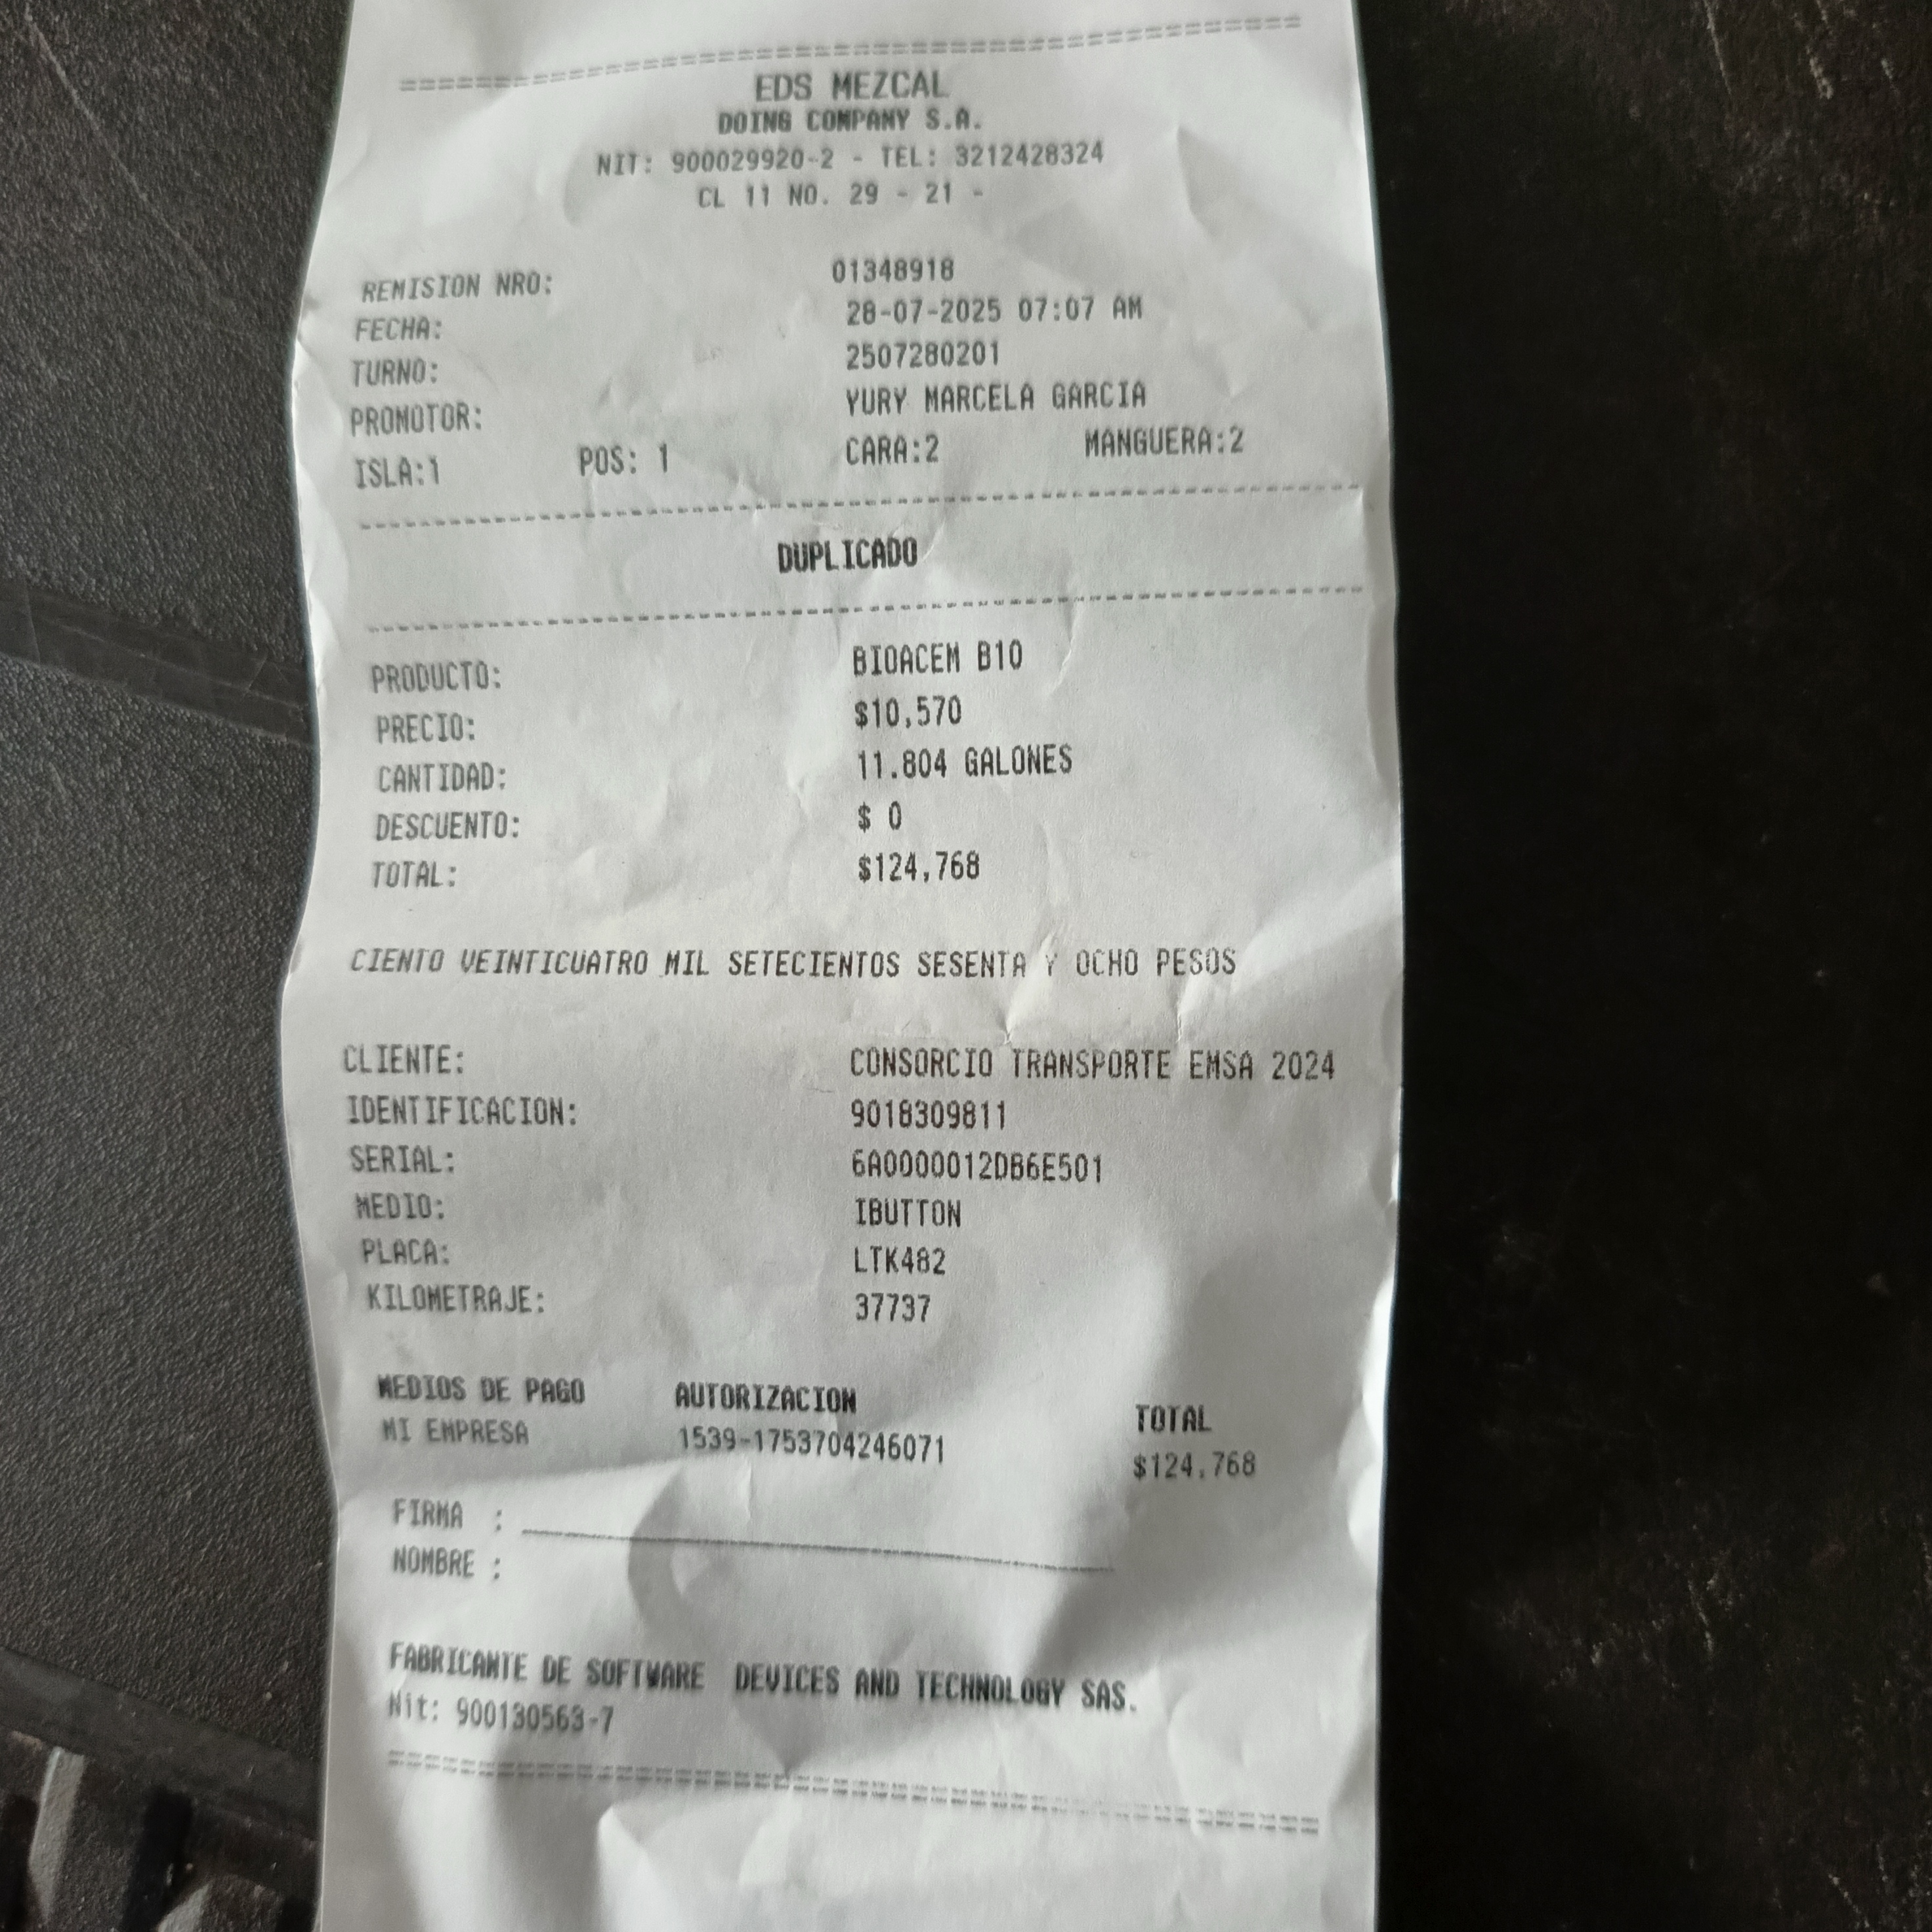 EDS MEZCAL
DOING COMPANY S.A.
NIT: 900029920-2 - TEL: 3212428324
CL 11 NO. 29 - 21 -
REMISION NRO: 01348918
FECHA: 28-07-2025 07:07 AM
TURNO: 2507280201
PROMOTOR: YURY MARCELA GARCIA
ISLA:1 POS: 1 CARA:2 MANGUERA:2
DUPLICADO
PRODUCTO: BIOACEM B10
PRECIO: $10,570
CANTIDAD: 11.804 GALONES
DESCUENTO: $ 0
TOTAL: $124,768
CIENTO VEINTICUATRO MIL SETECIENTOS SESENTA Y OCHO PESOS
CLIENTE: CONSORCIO TRANSPORTE EMSA 2024
IDENTIFICACION: 9018309811
SERIAL: 6A0000012DB6E501
MEDIO: IBUTTON
PLACA: LTK482
KILOMETRAJE: 37737
MEDIOS DE PAGO AUTORIZACION TOTAL
MI EMPRESA 1539-1753704246071 $124,768
FIRMA :
NOMBRE :
FABRICANTE DE SOFTWARE DEVICES AND TECHNOLOGY SAS.
Nit: 900130563-7